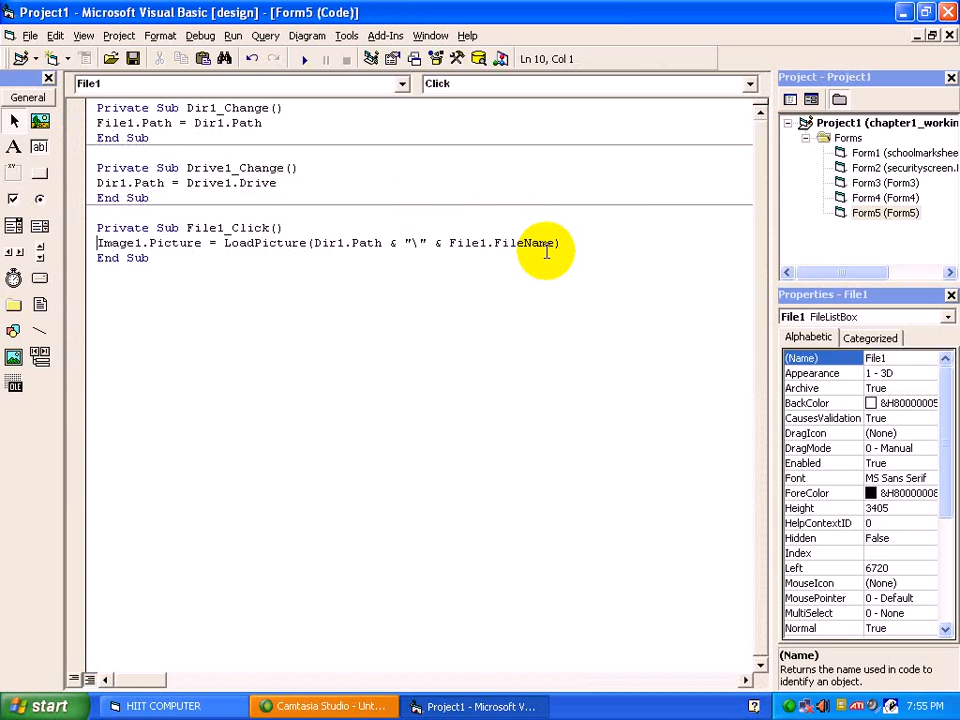 Project1 - Microsoft Visual Basic [design] - [Form5 (Code)]
File Edit View Project Format Debug Run Query Diagram Tools Add-Ins Window Help
Ln 10, Col 1
General
File1
Click
Private Sub Dir1_Change()
File1.Path = Dir1.Path
End Sub
Private Sub Drive1_Change()
Dir1.Path = Drive1.Drive
End Sub
Private Sub File1_Click()
Image1.Picture = LoadPicture(Dir1.Path & "\" & File1.FileName)
End Sub
Project - Project1
Project1 (chapter1_workin
Forms
Form1 (schoolmarkshee
Form2 (securityscreen.
Form3 (Form3)
Form4 (Form4)
Form5 (Form5)
Properties - File1
File1 FileListBox
Alphabetic Categorized
(Name) File1
Appearance 1 - 3D
Archive True
BackColor &H80000005
CausesValidation True
DragIcon (None)
DragMode 0 - Manual
Enabled True
Font MS Sans Serif
ForeColor &H80000008
Height 3405
HelpContextID 0
Hidden False
Index
Left 6720
MouseIcon (None)
MousePointer 0 - Default
MultiSelect 0 - None
Normal True
(Name)
Returns the name used in code to
identify an object.
start
HIIT COMPUTER
Camtasia Studio - Unt...
Project1 - Microsoft V...
7:55 PM